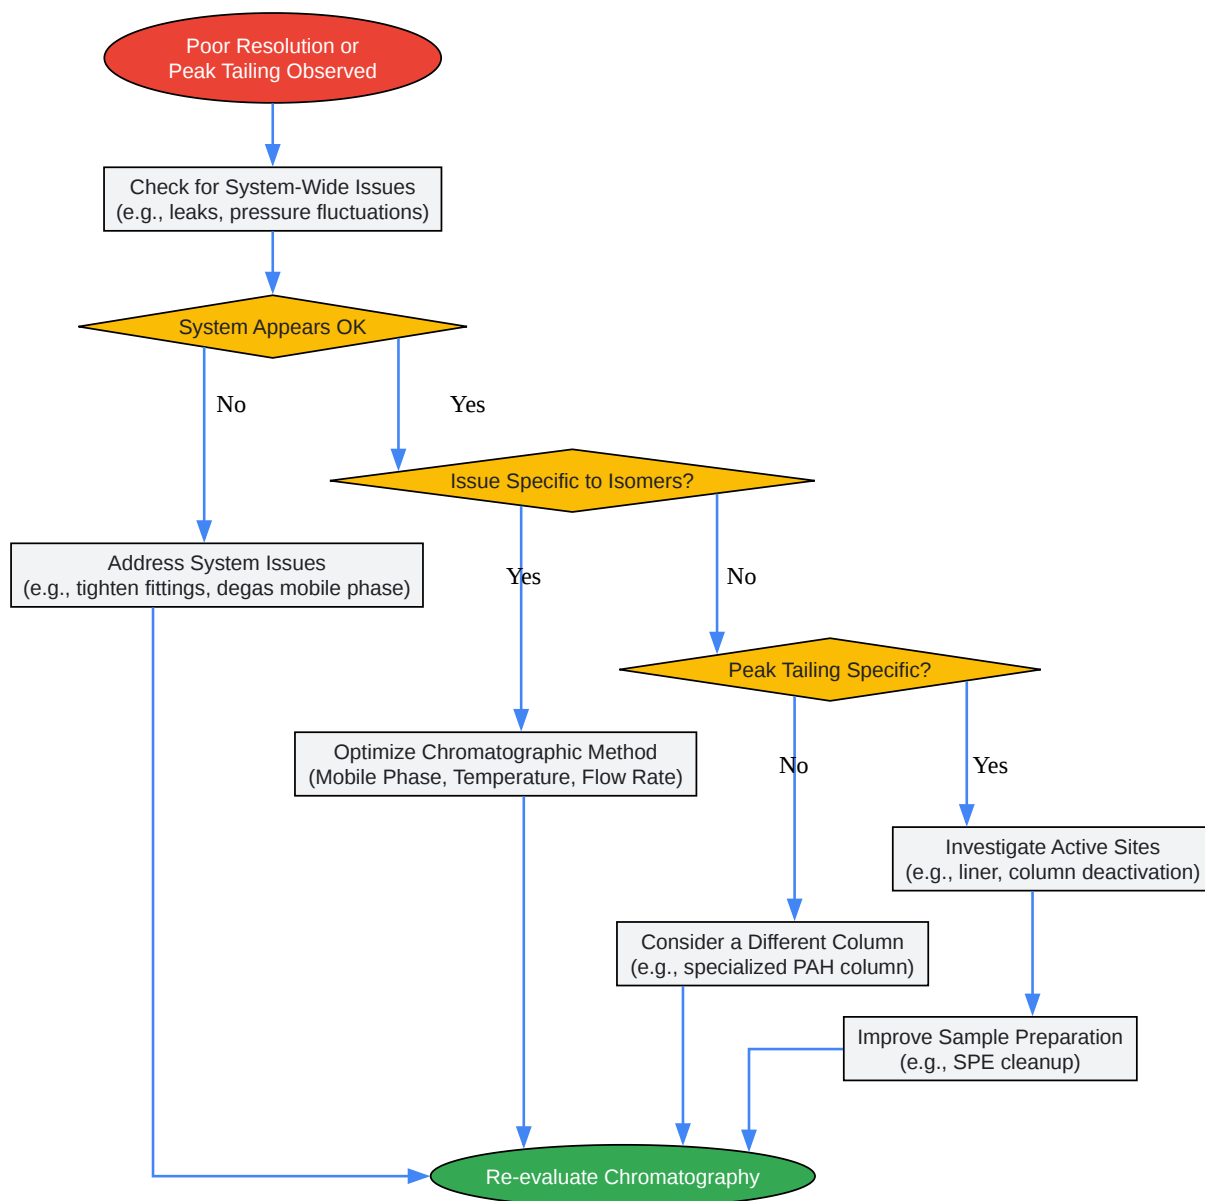 Poor Resolution or
Peak Tailing Observed
Check for System-Wide Issues
(e.g., leaks, pressure fluctuations)
System Appears OK
No
Yes
Issue Specific to Isomers?
Address System Issues
(e.g., tighten fittings, degas mobile phase)
Yes
No
Peak Tailing Specific?
Optimize Chromatographic Method
(Mobile Phase, Temperature, Flow Rate)
No
Yes
Investigate Active Sites
(e.g., liner, column deactivation)
Consider a Different Column
(e.g., specialized PAH column)
Improve Sample Preparation
(e.g., SPE cleanup)
Re-evaluate Chromatography